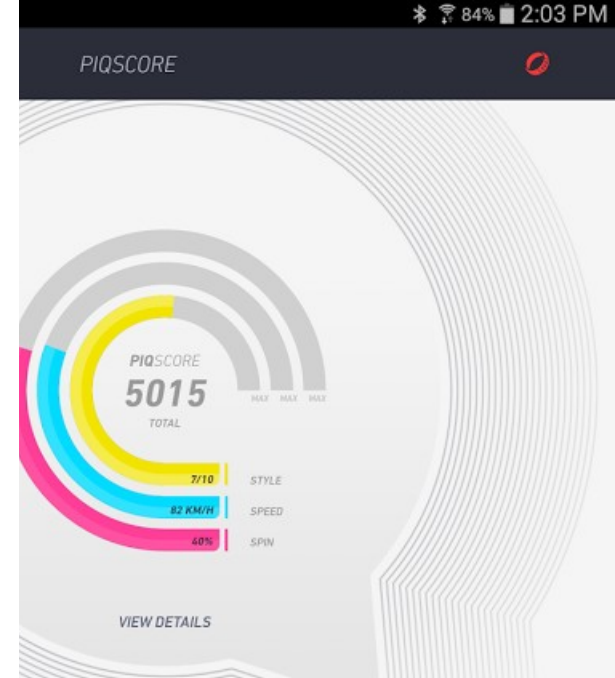 84% 2:03 PM
PIQSCORE
PIQSCORE
5015
TOTAL
MAX MAX MAX
7/10 STYLE
82 KM/H SPEED
40% SPIN
VIEW DETAILS